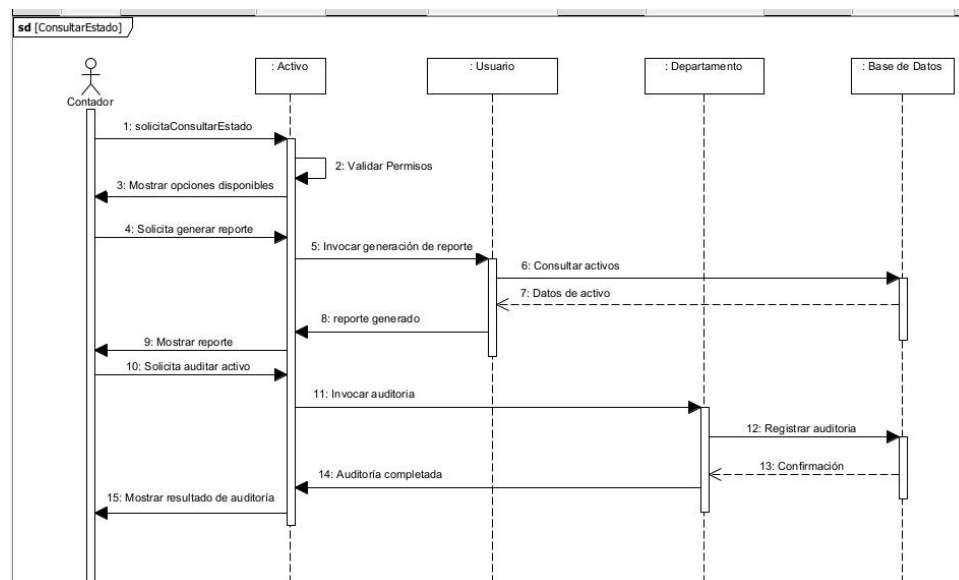 sd [ConsultarEstado]
: Activo
: Usuario
: Departamento
: Base de Datos
Contador
1: solicitaConsultarEstado
2: Validar Permisos
3: Mostrar opciones disponibles
4: Solicita generar reporte
5: Invocar generación de reporte
6: Consultar activos
7: Datos de activo
8: reporte generado
9: Mostrar reporte
10: Solicita auditar activo
11: Invocar auditoria
12: Registrar auditoria
13: Confirmación
14: Auditoría completada
15: Mostrar resultado de auditoría